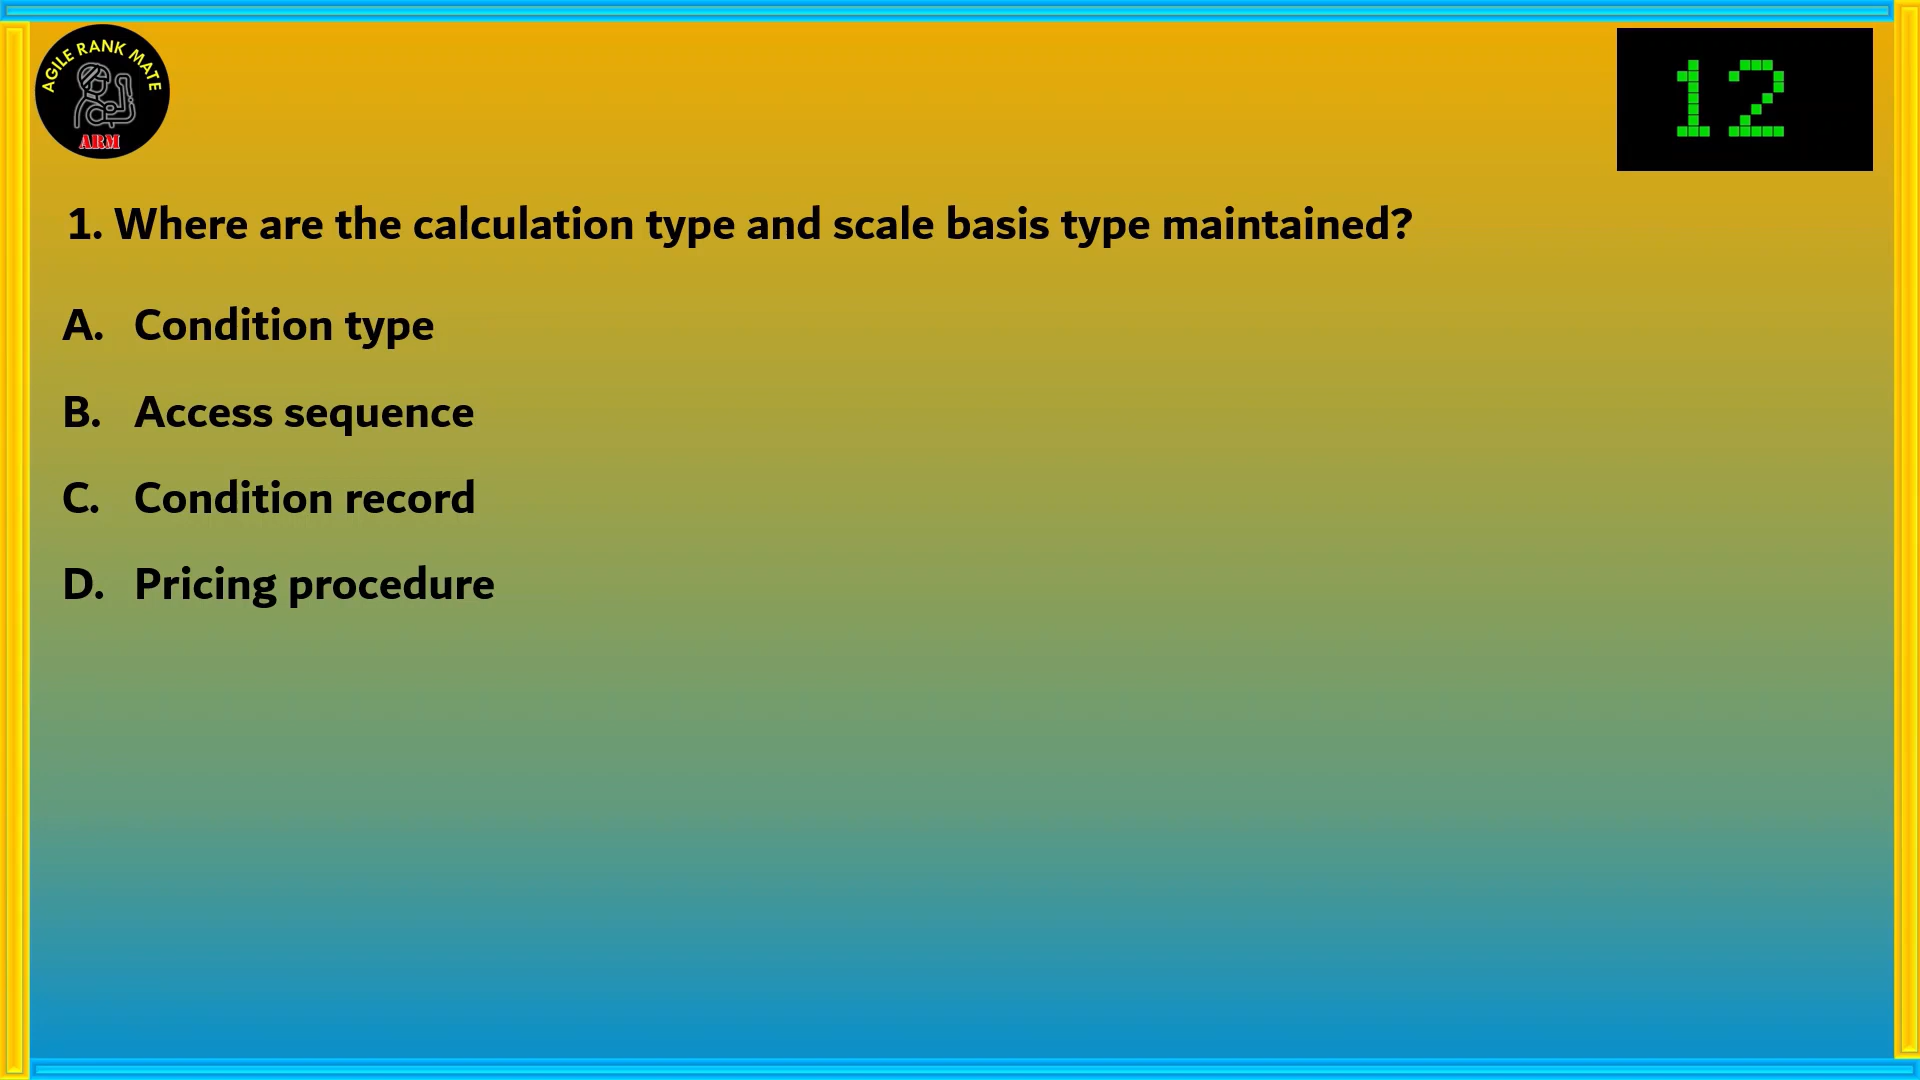 AGILE RANK MATE
ARM
12
1. Where are the calculation type and scale basis type maintained?
A. Condition type
B. Access sequence
C. Condition record
D. Pricing procedure